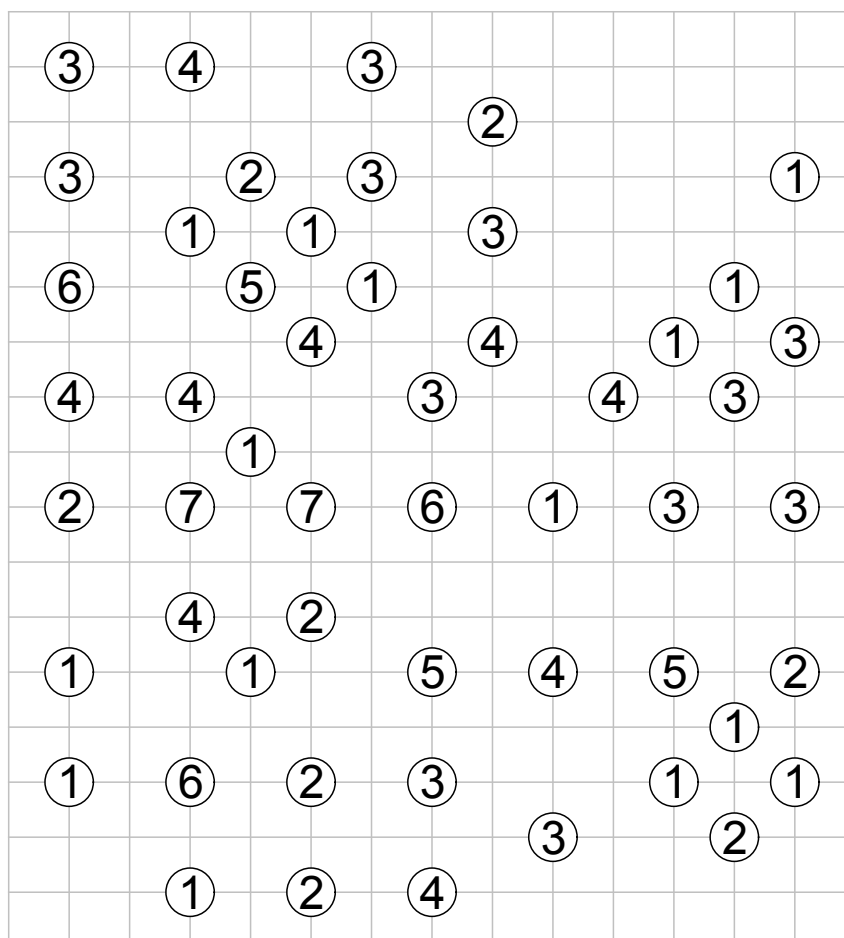 3 4 3
2
3 2 3 1
1 1 3
6 5 1 1
4 4 1 3
4 4 3 4 3
1
2 7 7 6 1 3 3
4 2
1 1 5 4 5 2
1
1 6 2 3 1 1
3 2
1 2 4